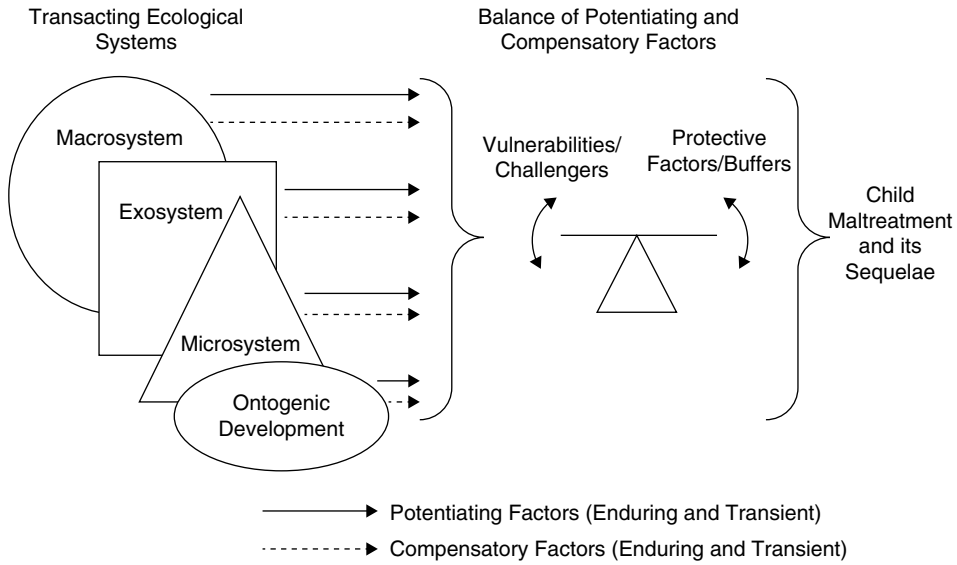 Transacting Ecological
Systems
Balance of Potentiating and
Compensatory Factors
Macrosystem
Exosystem
Microsystem
Ontogenic
Development
Vulnerabilities/
Challengers
Protective
Factors/Buffers
Child
Maltreatment
and its
Sequelae
Potentiating Factors (Enduring and Transient)
Compensatory Factors (Enduring and Transient)